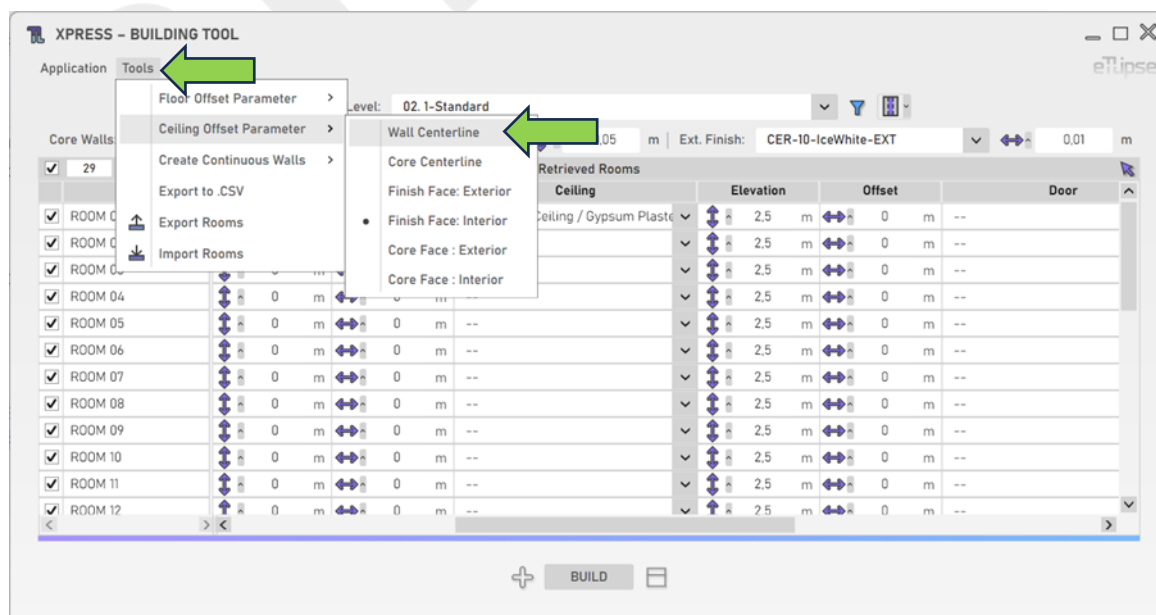 XPRESS – BUILDING TOOL
Application Tools
eTLipse
Level: 02. 1-Standard
Core Walls: 0,05 m Ext. Finish: CER-10-IceWhite-EXT 0,01 m
29 Retrieved Rooms
Ceiling Elevation Offset Door
Floor Offset Parameter
Ceiling Offset Parameter
Create Continuous Walls
Export to .CSV
Export Rooms
Import Rooms
Wall Centerline
Core Centerline
Finish Face: Exterior
Finish Face: Interior
Core Face : Exterior
Core Face : Interior
ROOM Ceiling / Gypsum Plaste 2,5 m 0 m --
ROOM 2,5 m 0 m --
ROOM 03 m 2,5 m 0 m --
ROOM 04 0 m 0 m 2,5 m 0 m --
ROOM 05 0 m 0 m -- 2,5 m 0 m --
ROOM 06 0 m 0 m -- 2,5 m 0 m --
ROOM 07 0 m 0 m -- 2,5 m 0 m --
ROOM 08 0 m 0 m -- 2,5 m 0 m --
ROOM 09 0 m 0 m -- 2,5 m 0 m --
ROOM 10 0 m 0 m -- 2,5 m 0 m --
ROOM 11 0 m 0 m -- 2,5 m 0 m --
ROOM 12 0 m 0 m -- 2,5 m 0 m --
BUILD